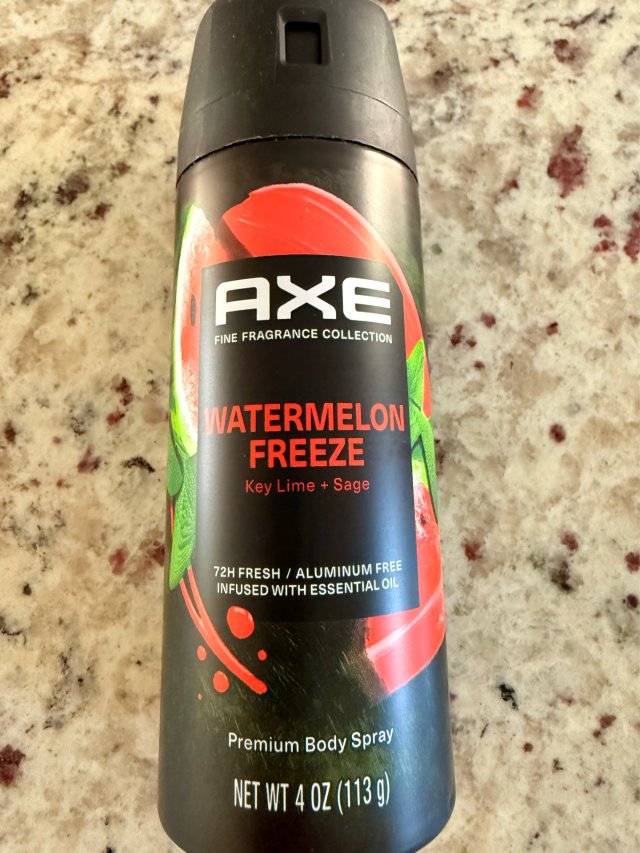 AXE
FINE FRAGRANCE COLLECTION
WATERMELON
FREEZE
Key Lime + Sage
72H FRESH / ALUMINUM FREE
INFUSED WITH ESSENTIAL OIL
Premium Body Spray
NET WT 4 OZ (113 g)